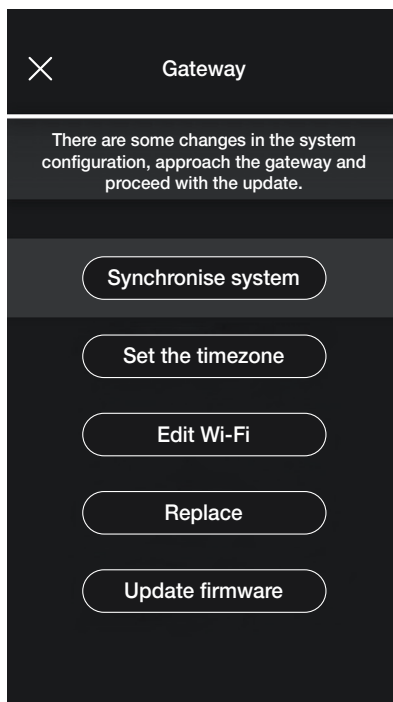 Gateway
There are some changes in the system
configuration, approach the gateway and
proceed with the update.
Synchronise system
Set the timezone
Edit Wi-Fi
Replace
Update firmware